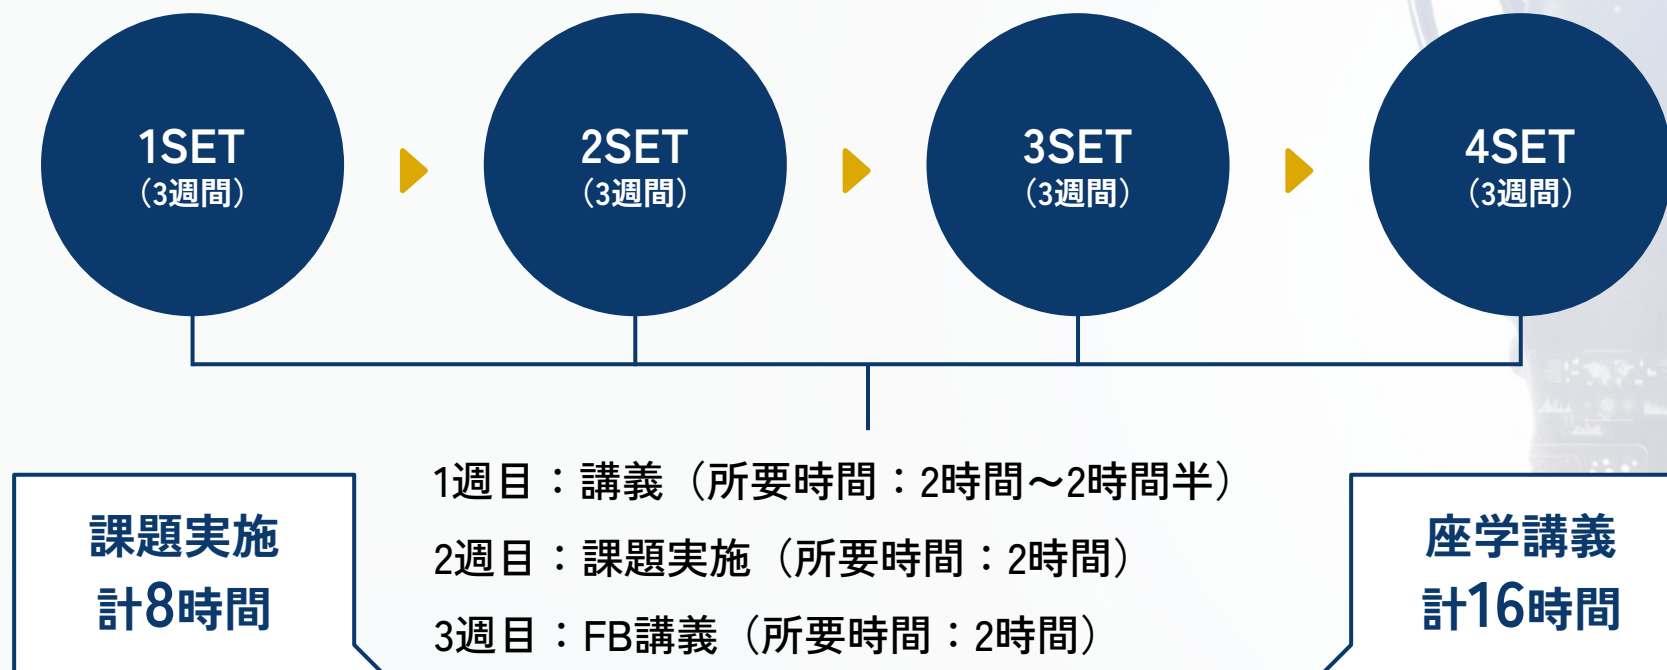 1SET
（3週間）
2SET
（3週間）
3SET
（3週間）
4SET
（3週間）
1週目：講義（所要時間：2時間〜2時間半）
2週目：課題実施（所要時間：2時間）
3週目：FB講義（所要時間：2時間）
課題実施
計8時間
座学講義
計16時間